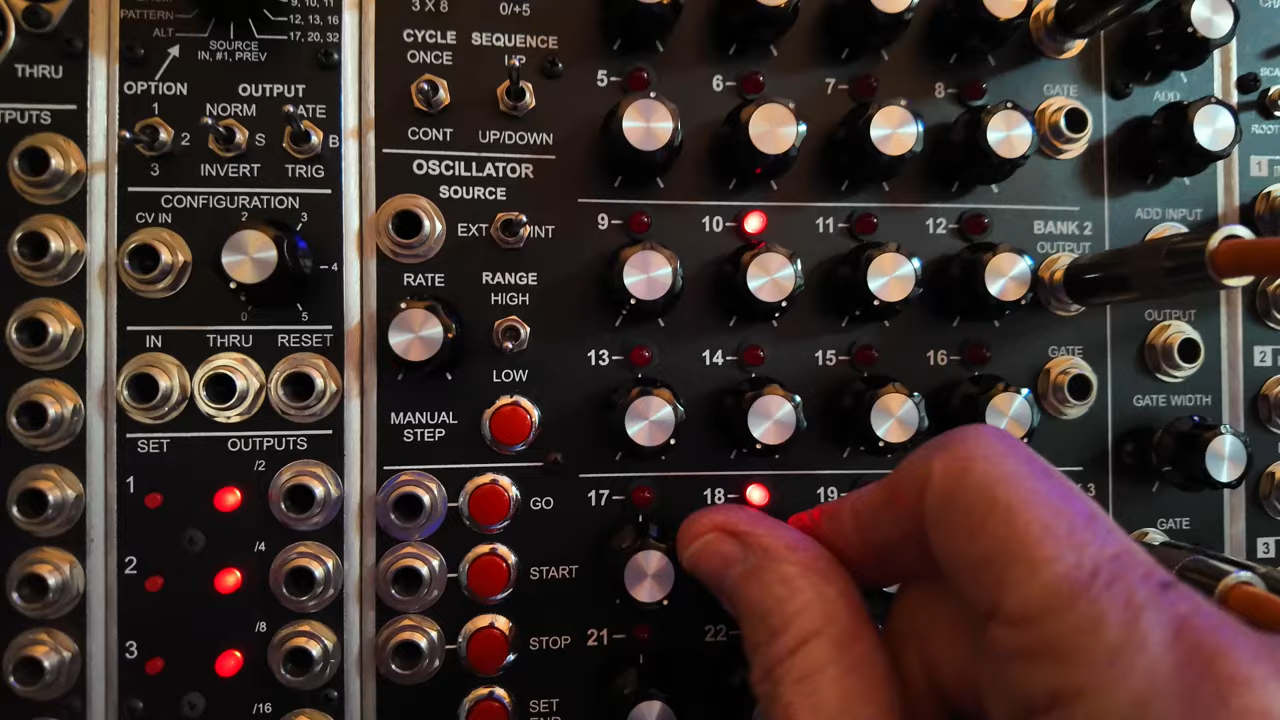 THRU
PATTERN
ALT
9, 10, 11
12, 13, 16
17, 20, 32
SOURCE
IN, #1, PREV
OPTION
1
2
3
OUTPUT
NORM
S
INVERT
GATE
B
TRIG
CONFIGURATION
CV IN
2
3
4
0
5
IN
THRU
RESET
SET
OUTPUTS
1
/2
2
/4
3
/8
/16
3 X 8
0/+5
CYCLE
ONCE
CONT
SEQUENCE
UP
UP/DOWN
OSCILLATOR
SOURCE
EXT
INT
RATE
RANGE
HIGH
LOW
MANUAL
STEP
GO
START
STOP
SET
5
6
7
8
GATE
9
10
11
12
BANK 2
OUTPUT
13
14
15
16
GATE
17
18
19
3
21
22
ADD
ADD INPUT
OUTPUT
GATE WIDTH
GATE
1
2
3